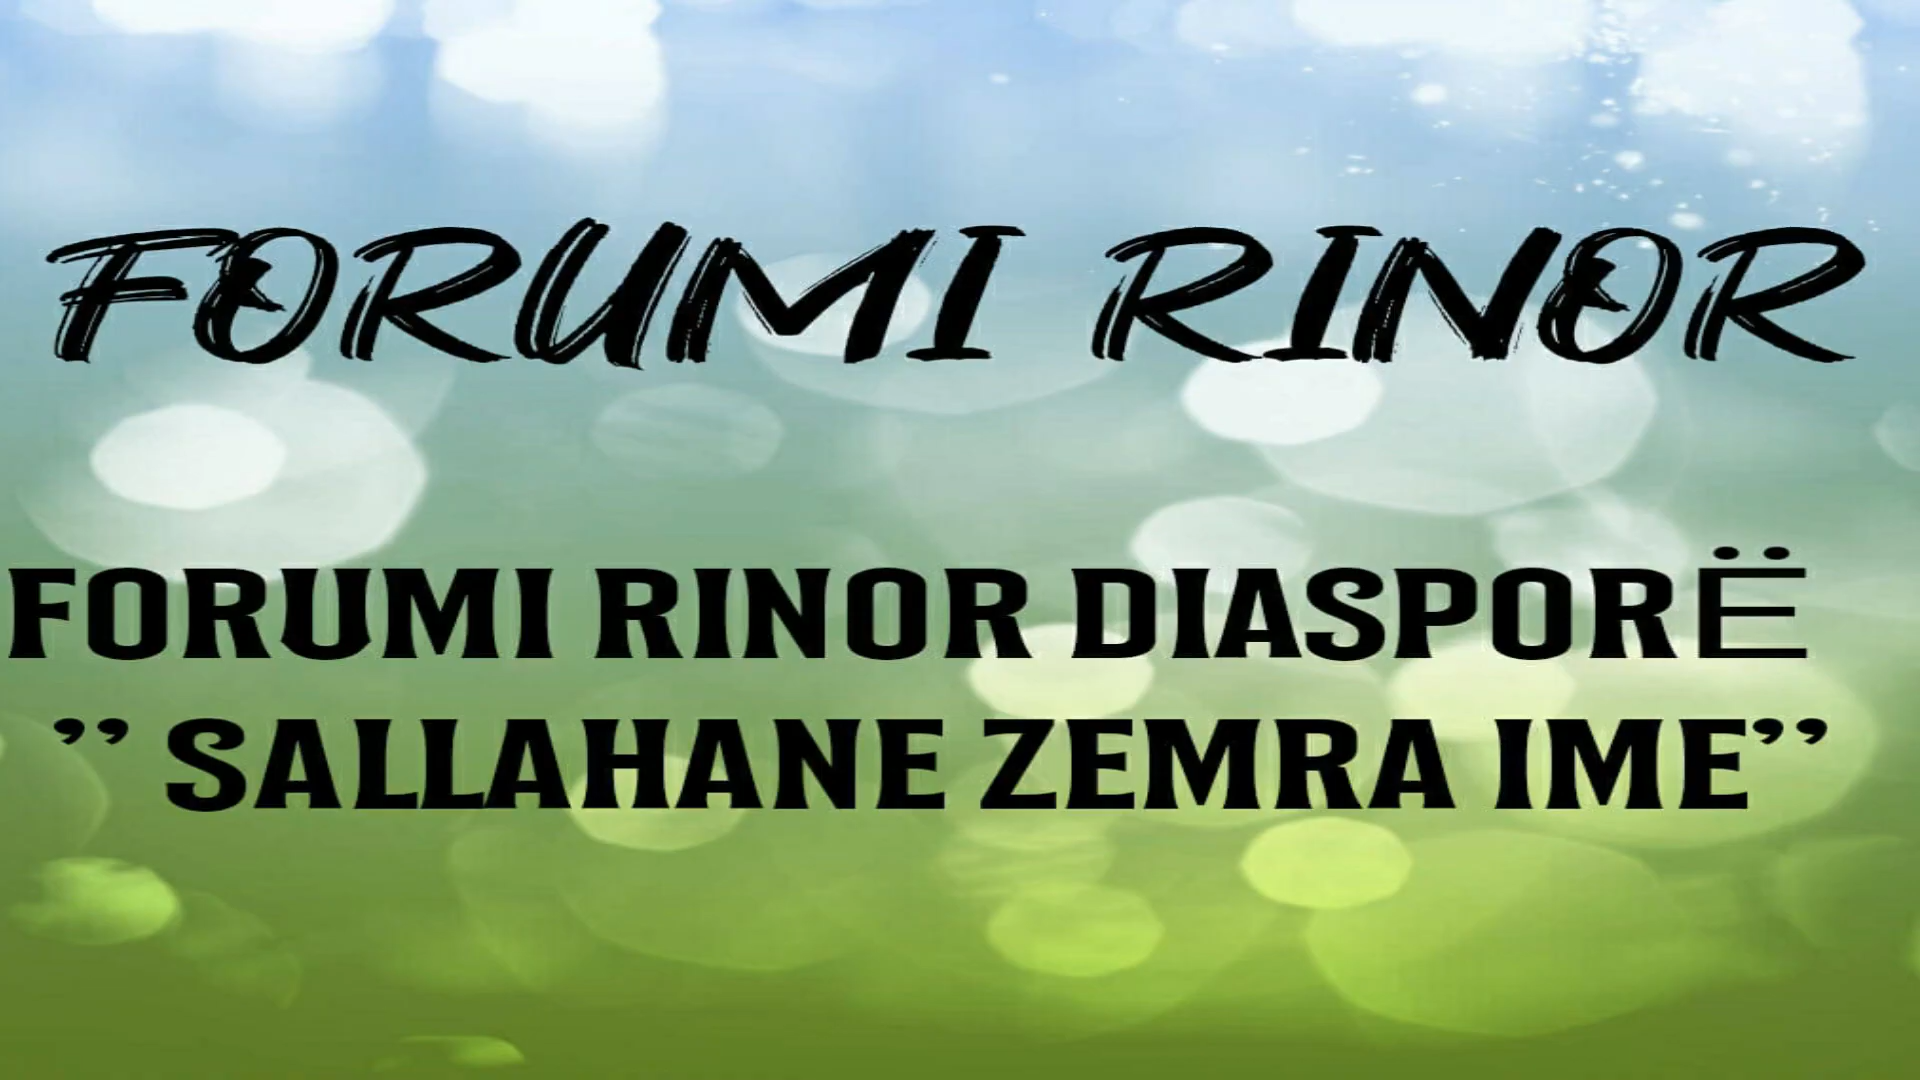 FORUMI RINOR
FORUMI RINOR DIASPORË
” SALLAHANE ZEMRA IME”